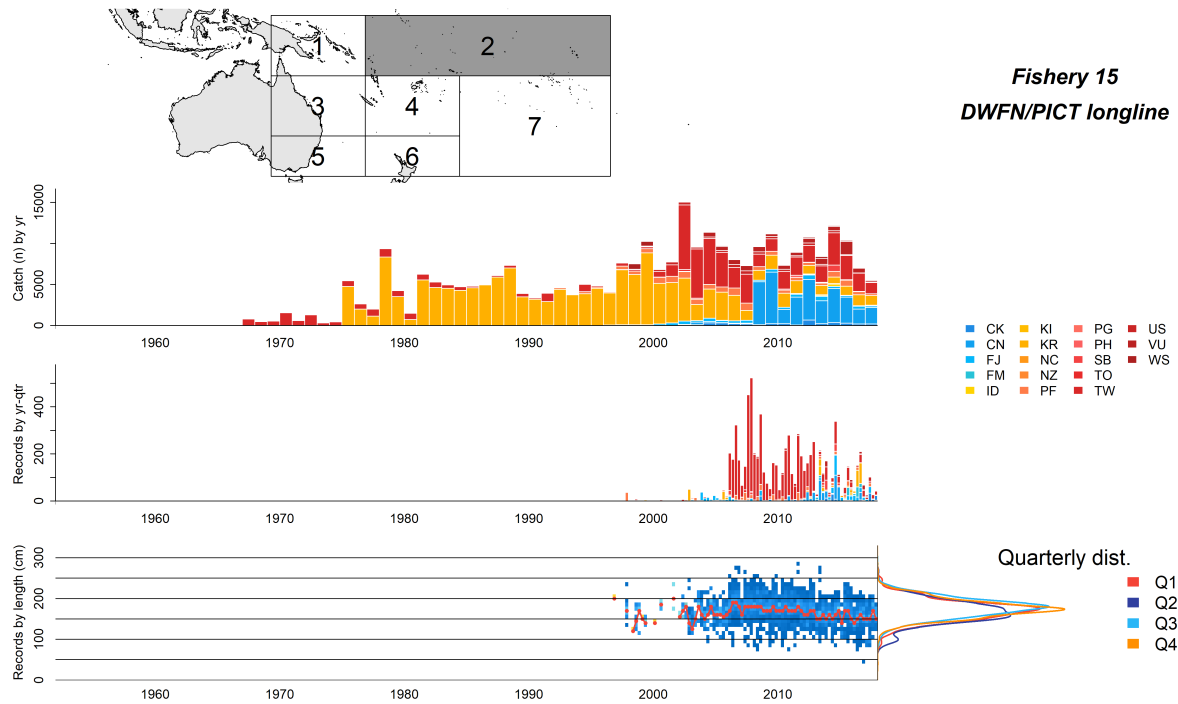 1
2
3
4
5
6
7
Fishery 15
DWFN/PICT longline
Catch (n) by yr
0
5000
15000
1960
1970
1980
1990
2000
2010
CK
CN
FJ
FM
ID
KI
KR
NC
NZ
PF
PG
PH
SB
TO
TW
US
VU
WS
Records by yr-qtr
0
200
400
1960
1970
1980
1990
2000
2010
Records by length (cm)
0
100
200
300
1960
1970
1980
1990
2000
2010
Quarterly dist.
Q1
Q2
Q3
Q4